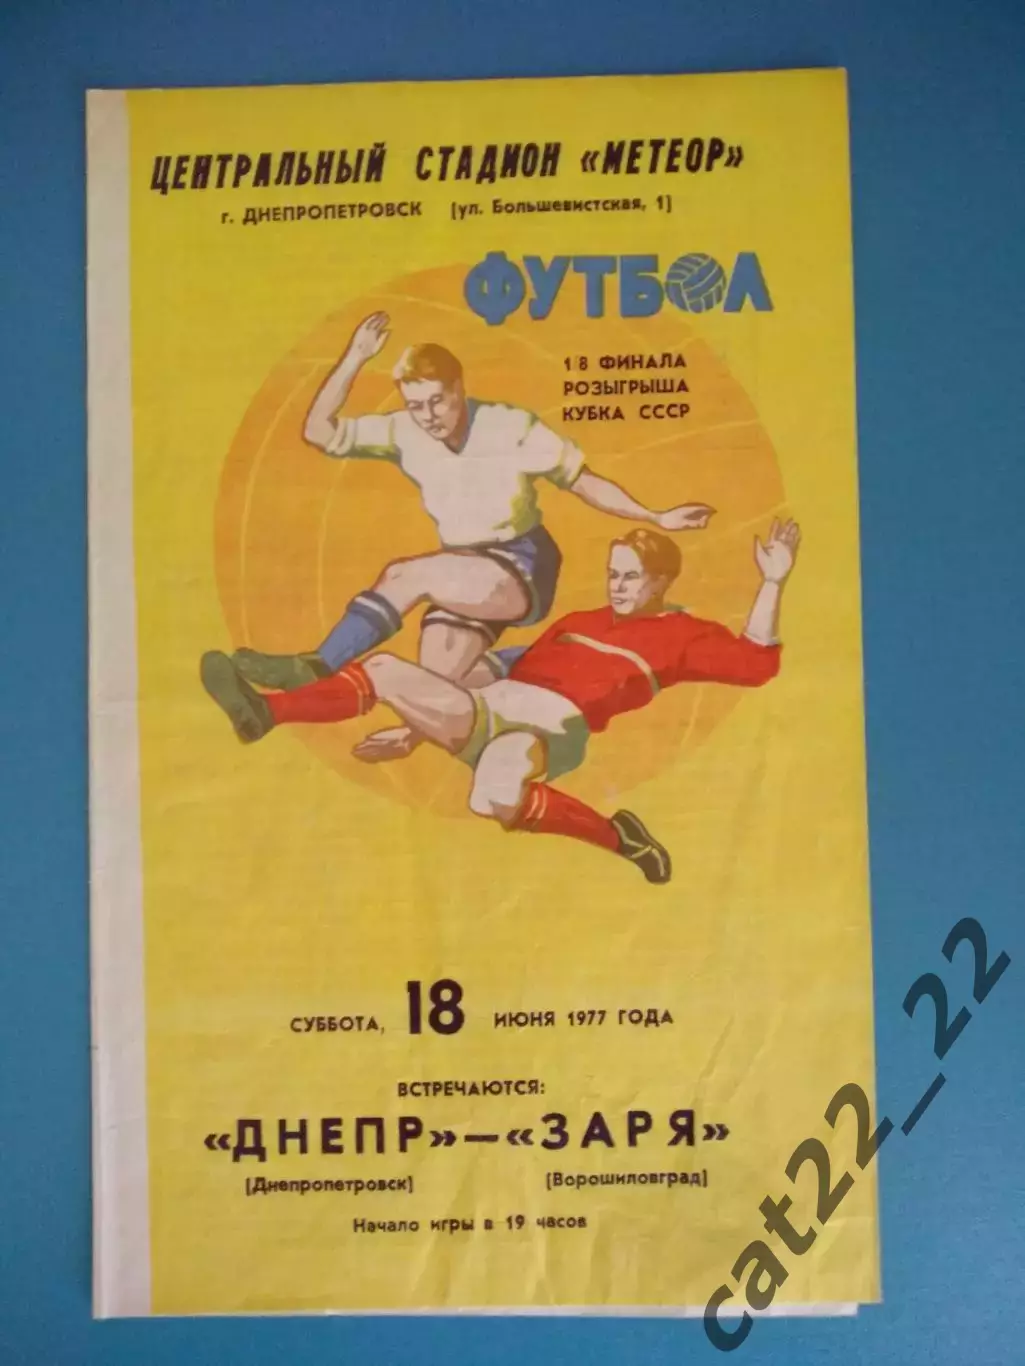 ЦЕНТРАЛЬНЫЙ СТАДИОН «МЕТЕОР»
г. ДНЕПРОПЕТРОВСК [ул. Большевистская, 1]
ФУТБОЛ
1 8 ФИНАЛА
РОЗЫГРЫША
КУБКА СССР
СУББОТА, 18 ИЮНЯ 1977 ГОДА
ВСТРЕЧАЮТСЯ:
«ДНЕПР»—«ЗАРЯ»
[Днепропетровск] [Ворошиловград]
Начало игры в 19 часов
cat22_22